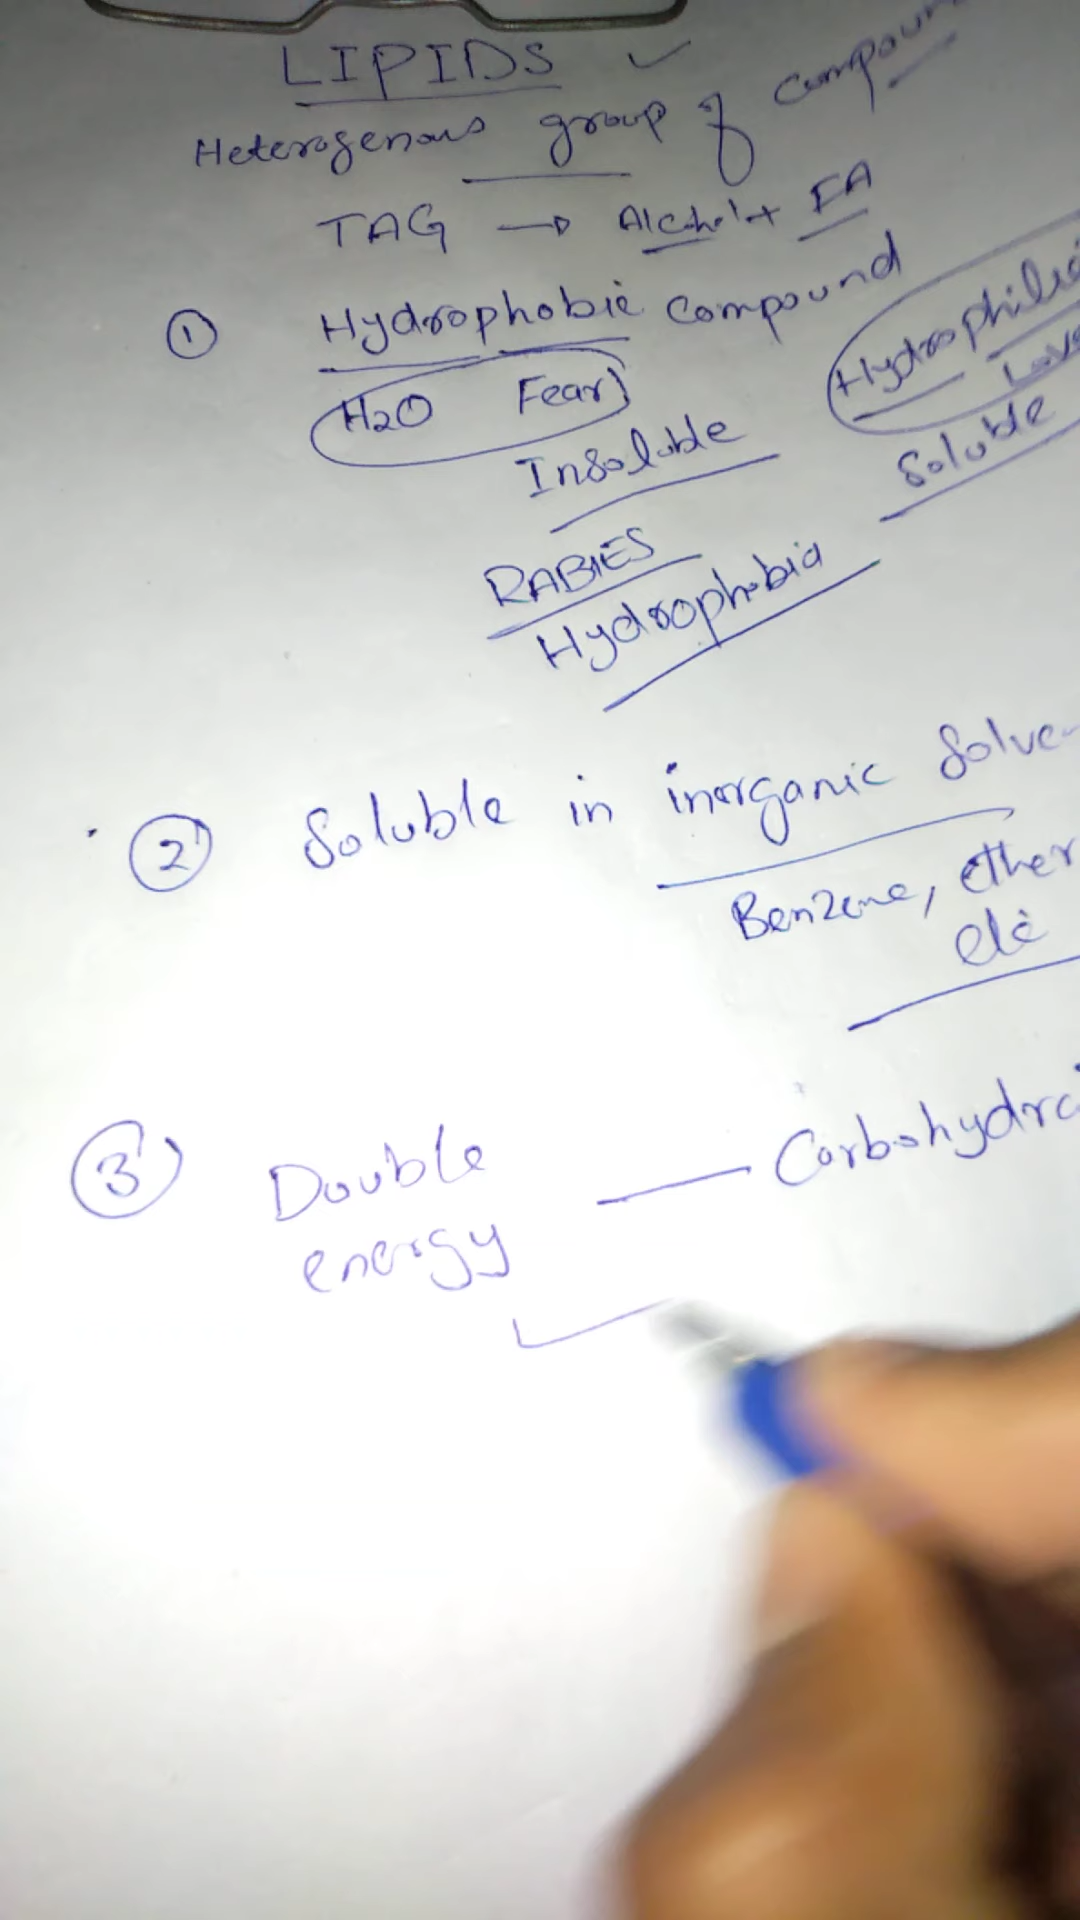 LIPIDS
Heterogenous group of compoun
TAG → Alcohol + FA
① Hydrophobic compound
H2O Fear
Insoluble
Hydrophilic
Love
Soluble
RABIES
Hydrophobia
② Soluble in inorganic Solve
Benzene, ether
etc
③ Double — Carbohydra
energy